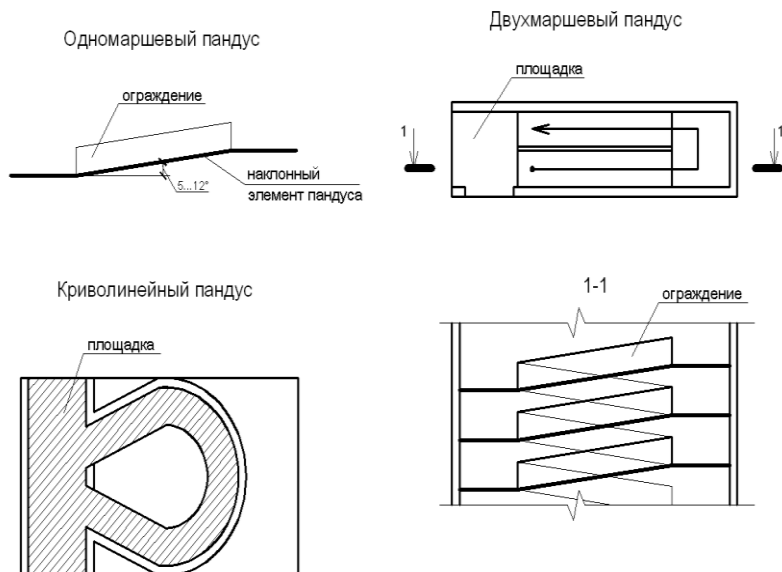 Одномаршевый пандус
ограждение
5...12°
наклонный
элемент пандуса
Двухмаршевый пандус
площадка
1
1
Криволинейный пандус
площадка
1-1
ограждение